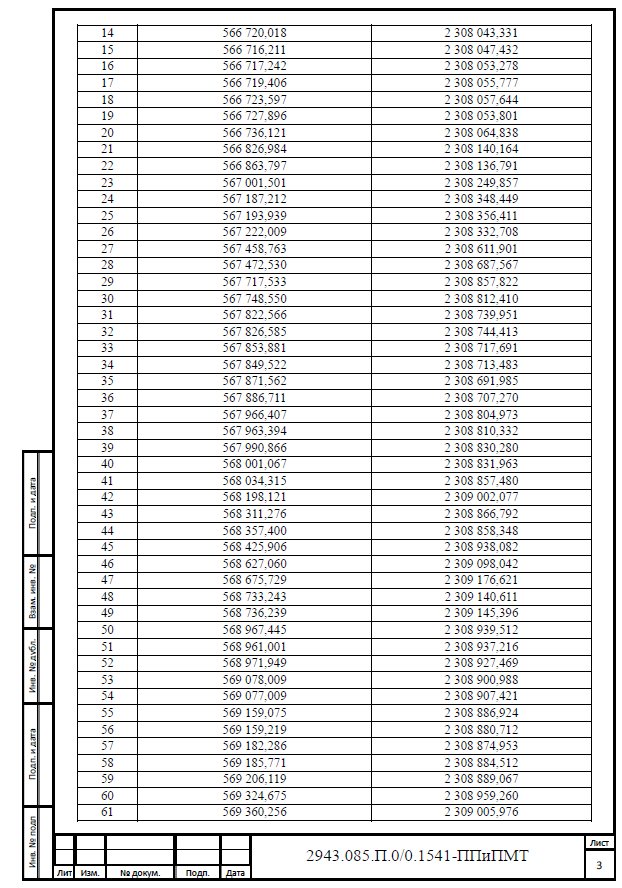 14 566 720,018 2 308 043,331
15 566 716,211 2 308 047,432
16 566 717,242 2 308 053,278
17 566 719,406 2 308 055,777
18 566 723,597 2 308 057,644
19 566 727,896 2 308 053,801
20 566 736,121 2 308 064,838
21 566 826,984 2 308 140,164
22 566 863,797 2 308 136,791
23 567 001,501 2 308 249,857
24 567 187,212 2 308 348,449
25 567 193,939 2 308 356,411
26 567 222,009 2 308 332,708
27 567 458,763 2 308 611,901
28 567 472,530 2 308 687,567
29 567 717,533 2 308 857,822
30 567 748,550 2 308 812,410
31 567 822,566 2 308 739,951
32 567 826,585 2 308 744,413
33 567 853,881 2 308 717,691
34 567 849,522 2 308 713,483
35 567 871,562 2 308 691,985
36 567 886,711 2 308 707,270
37 567 966,407 2 308 804,973
38 567 963,394 2 308 810,332
39 567 990,866 2 308 830,280
40 568 001,067 2 308 831,963
41 568 034,315 2 308 857,480
42 568 198,121 2 309 002,077
43 568 311,276 2 308 866,792
44 568 357,400 2 308 858,348
45 568 425,906 2 308 938,082
46 568 627,060 2 309 098,042
47 568 675,729 2 309 176,621
48 568 733,243 2 309 140,611
49 568 736,239 2 309 145,396
50 568 967,445 2 308 939,512
51 568 961,001 2 308 937,216
52 568 971,949 2 308 927,469
53 569 078,009 2 308 900,988
54 569 077,009 2 308 907,421
55 569 159,075 2 308 886,924
56 569 159,219 2 308 880,712
57 569 182,286 2 308 874,953
58 569 185,771 2 308 884,512
59 569 206,119 2 308 889,067
60 569 324,675 2 308 959,260
61 569 360,256 2 309 005,976
Подп. и дата
Взам. инв. №
Инв. № дубл.
Подп. и дата
Инв. № подп
Лит Изм. № докум. Подп. Дата
2943.085.П.0/0.1541-ППиПМТ
Лист
3